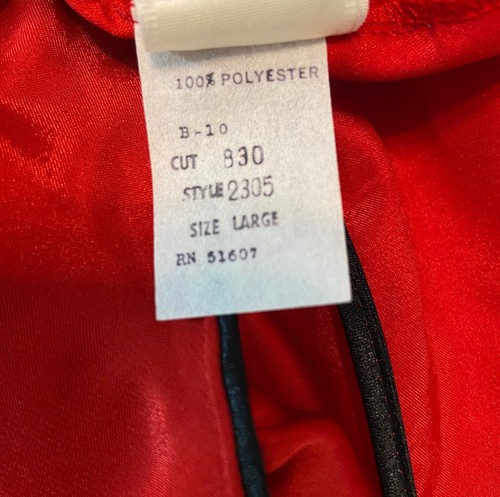 100% POLYESTER
B-10
CUT 830
STYLE 2305
SIZE LARGE
RN 51607